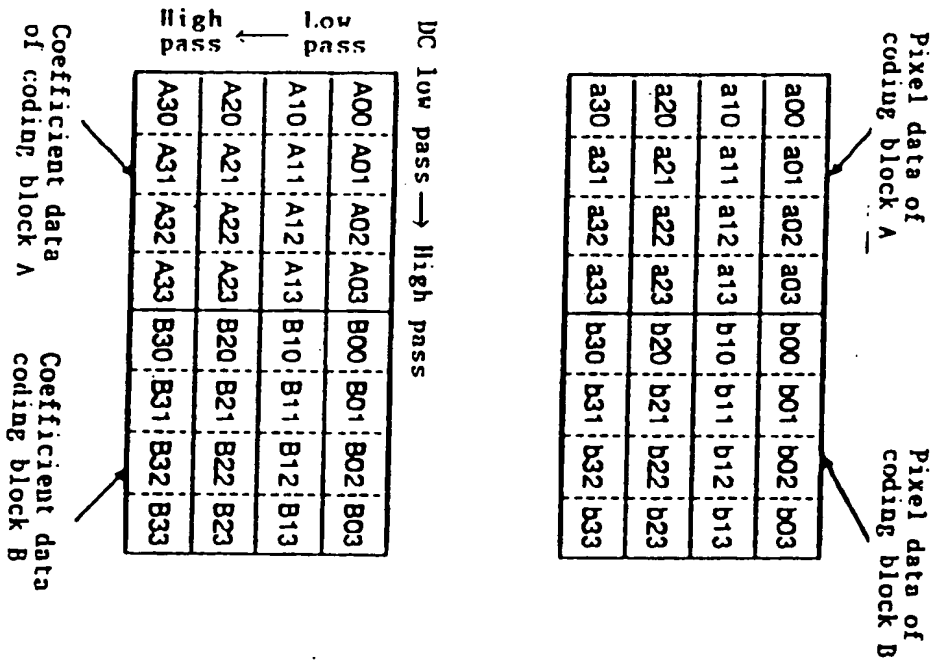 Pixel data of
coding block A
Pixel data of
coding block B
a00 a01 a02 a03 b00 b01 b02 b03
a10 a11 a12 a13 b10 b11 b12 b13
a20 a21 a22 a23 b20 b21 b22 b23
a30 a31 a32 a33 b30 b31 b32 b33
DC low pass → High pass
Low
pass
High
pass
A00 A01 A02 A03 B00 B01 B02 B03
A10 A11 A12 A13 B10 B11 B12 B13
A20 A21 A22 A23 B20 B21 B22 B23
A30 A31 A32 A33 B30 B31 B32 B33
Coefficient data
of coding block A
Coefficient data
coding block B